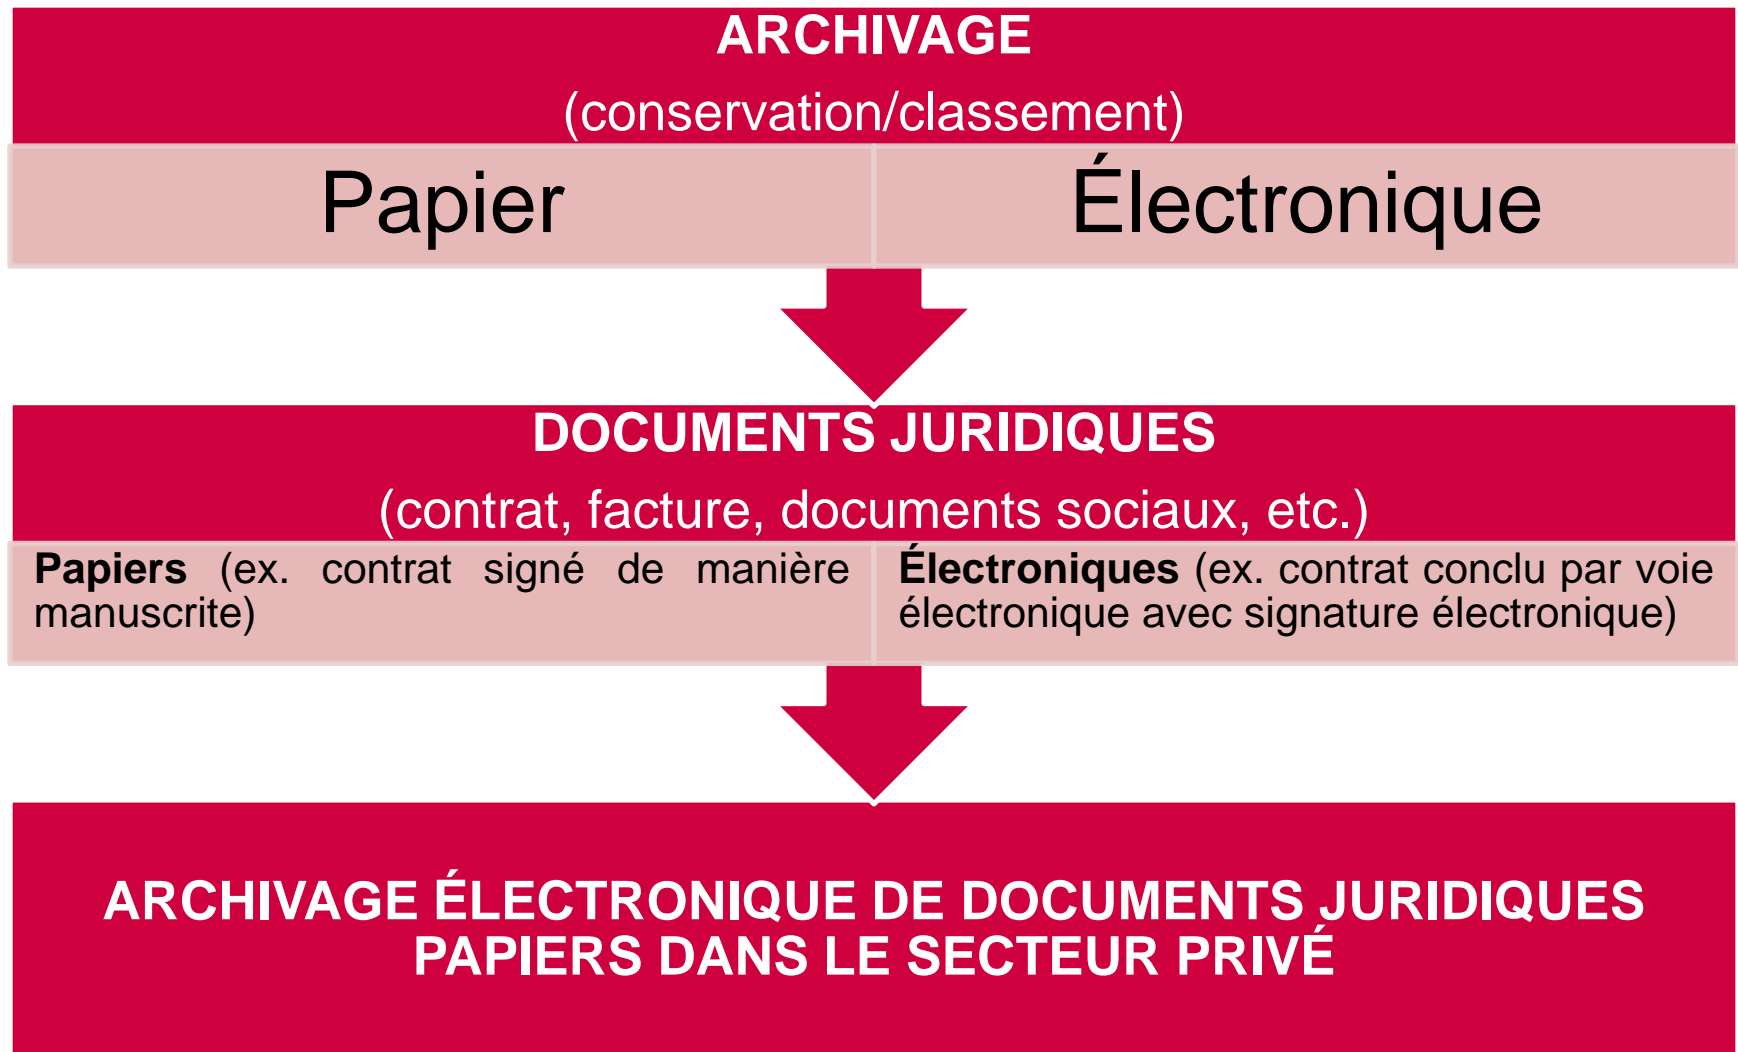 ARCHIVAGE
(conservation/classement)
Papier
Électronique
DOCUMENTS JURIDIQUES
(contrat, facture, documents sociaux, etc.)
Papiers (ex. contrat signé de manière
manuscrite)
Électroniques (ex. contrat conclu par voie
électronique avec signature électronique)
ARCHIVAGE ÉLECTRONIQUE DE DOCUMENTS JURIDIQUES
PAPIERS DANS LE SECTEUR PRIVÉ